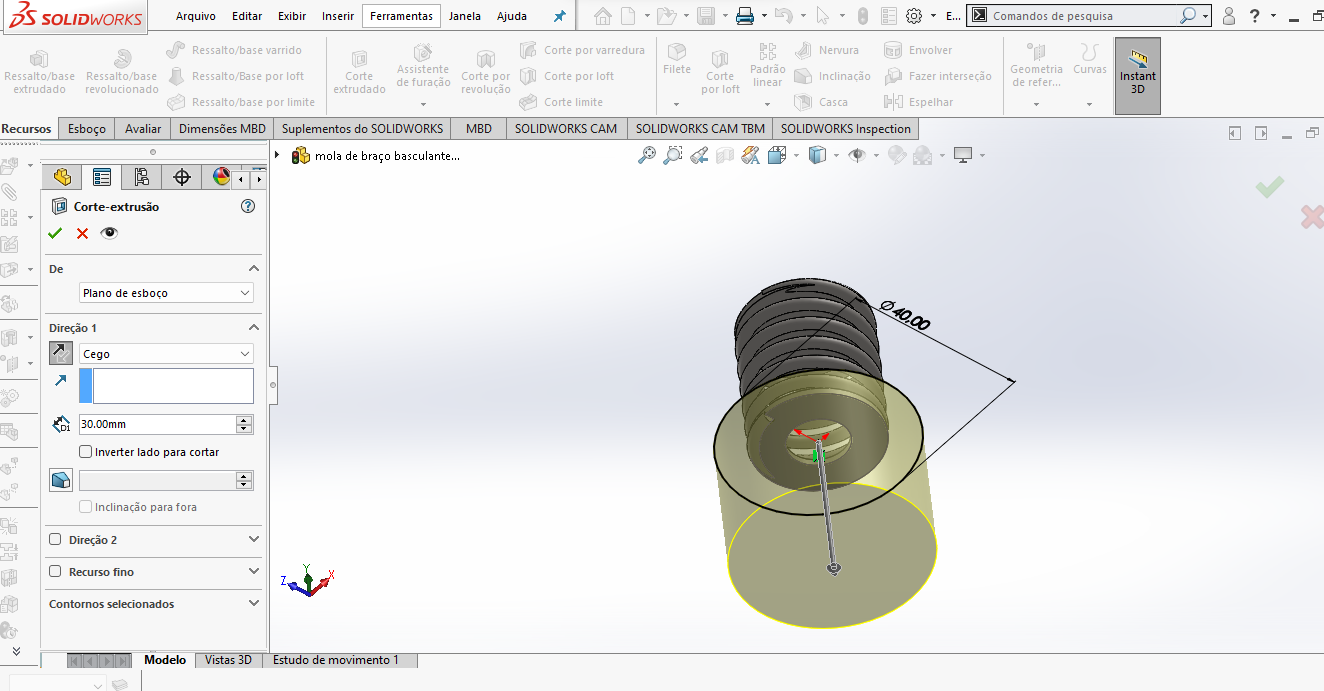 SOLIDWORKS
Arquivo Editar Exibir Inserir Ferramentas Janela Ajuda
E...
Comandos de pesquisa
Ressalto/base extrudado
Ressalto/base revolucionado
Ressalto/base varrido
Ressalto/Base por loft
Ressalto/base por limite
Corte extrudado
Assistente de furação
Corte por revolução
Corte por varredura
Corte por loft
Corte limite
Filete
Corte por loft
Padrão linear
Nervura
Inclinação
Casca
Envolver
Fazer interseção
Espelhar
Geometria de refer...
Curvas
Instant 3D
Recursos Esboço Avaliar Dimensões MBD Suplementos do SOLIDWORKS MBD SOLIDWORKS CAM SOLIDWORKS CAM TBM SOLIDWORKS Inspection
mola de braço basculante...
Corte-extrusão
De
Plano de esboço
Direção 1
Cego
D1
30.00mm
Inverter lado para cortar
Inclinação para fora
Direção 2
Recurso fino
Contornos selecionados
Ø40,00
Y
Z
X
Modelo Vistas 3D Estudo de movimento 1